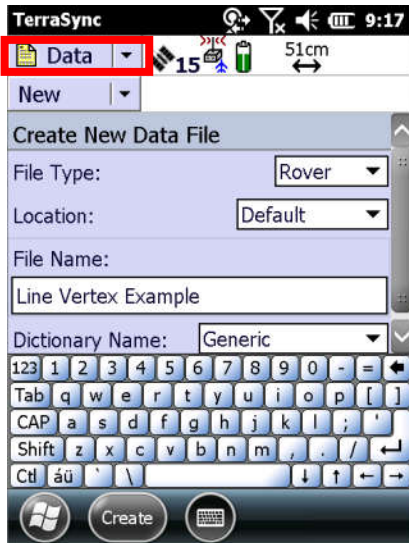 TerraSync 9:17
Data 15 51cm
New
Create New Data File
File Type: Rover
Location: Default
File Name:
Line Vertex Example
Dictionary Name: Generic
123 1 2 3 4 5 6 7 8 9 0 - =
Tab q w e r t y u i o p [ ]
CAP a s d f g h j k l ; '
Shift z x c v b n m , . /
Ctl áü ` \
Create